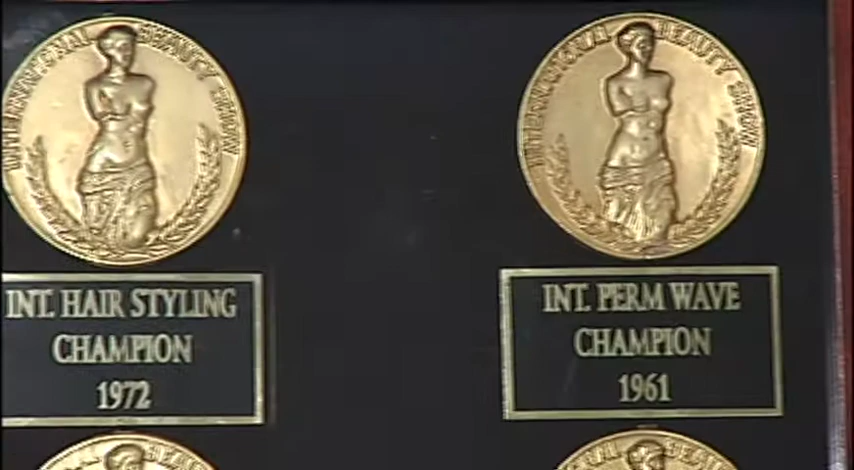 INTERNATIONAL BEAUTY SHOW
INT. HAIR STYLING
CHAMPION
1972
INTERNATIONAL BEAUTY SHOW
INT. PERM WAVE
CHAMPION
1961